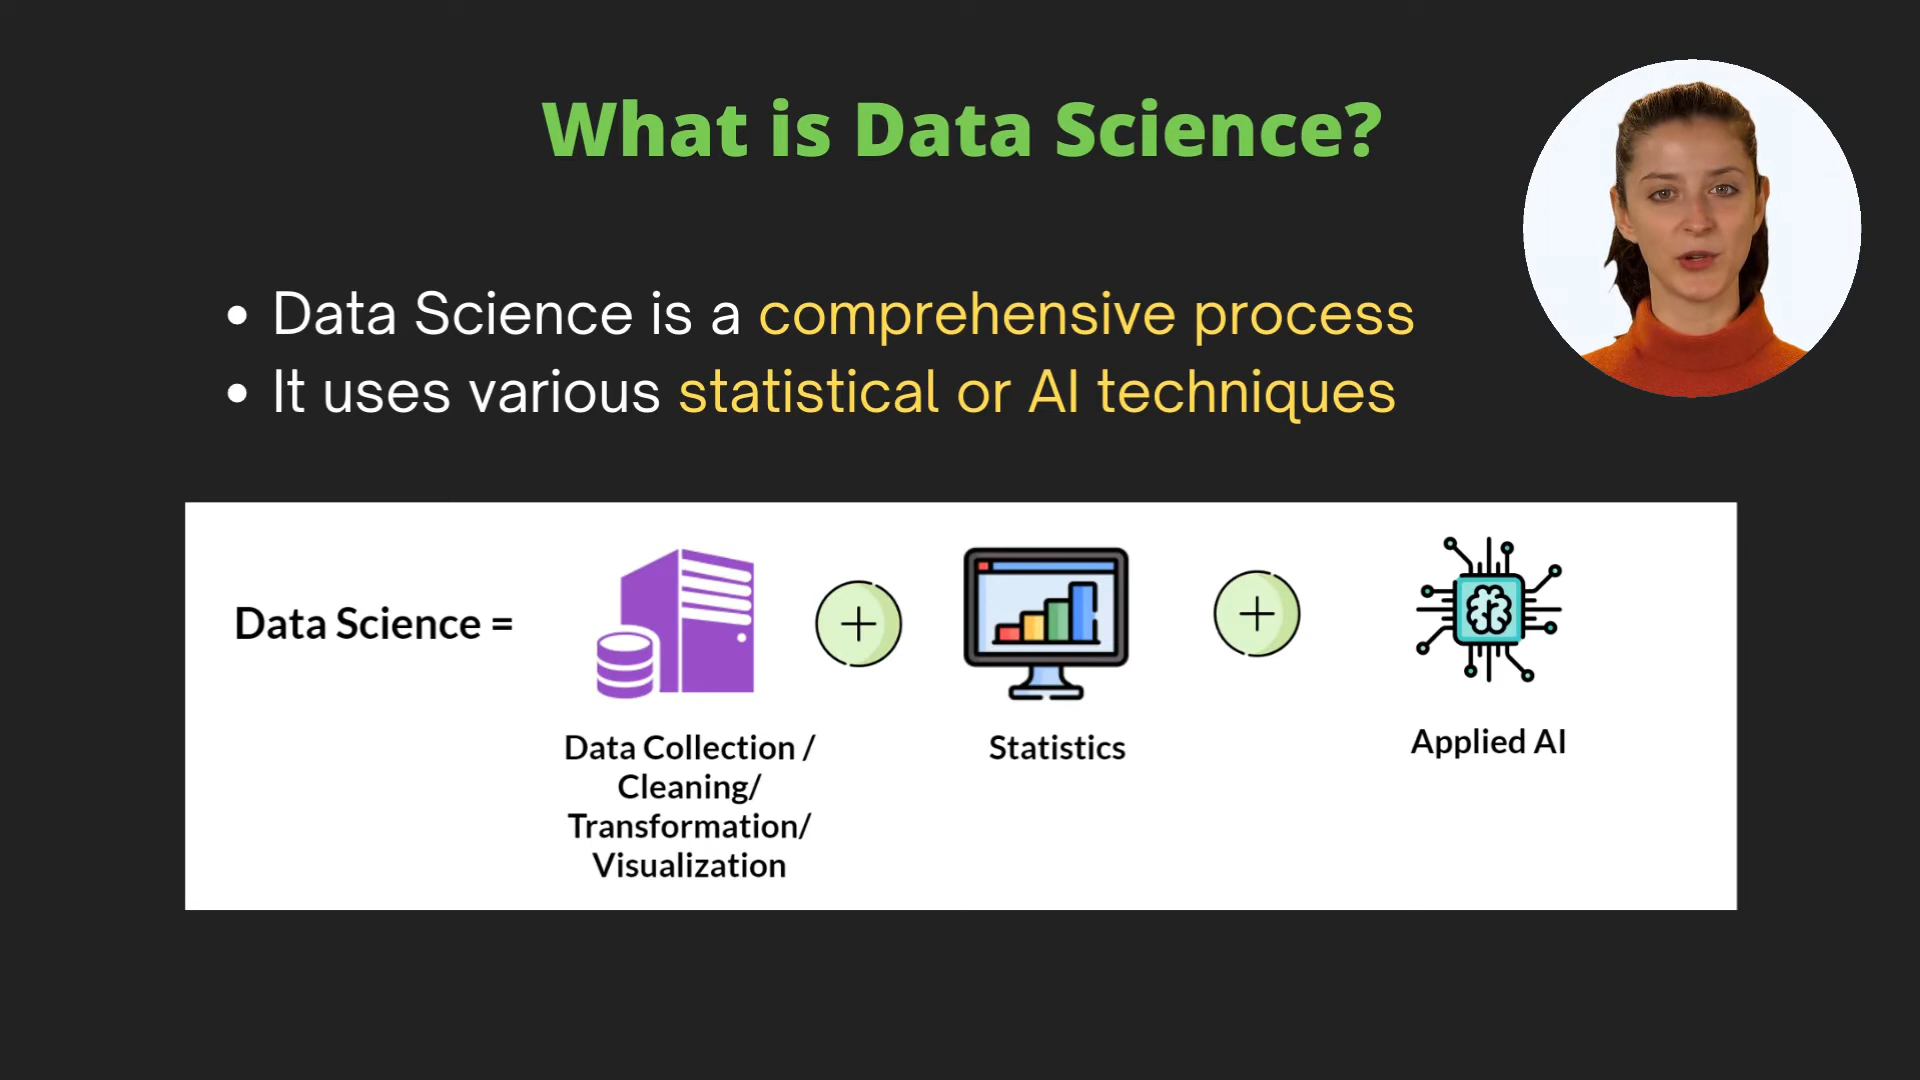 What is Data Science?
• Data Science is a comprehensive process
• It uses various statistical or AI techniques
Data Science =
Data Collection /
Cleaning/
Transformation/
Visualization
Statistics
Applied AI